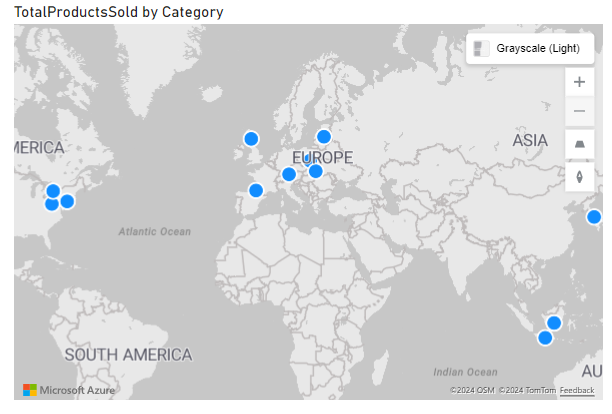 TotalProductsSold by Category
Grayscale (Light)
MERICA
EUROPE
ASIA
Atlantic Ocean
SOUTH AMERICA
Indian Ocean
AU
Microsoft Azure
©2024 OSM ©2024 TomTom Feedback